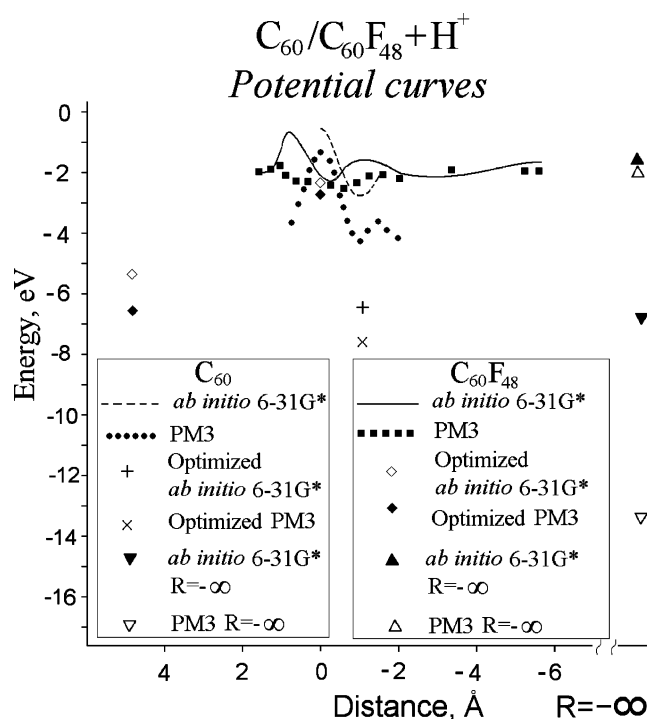 C60/C60F48+H+
Potential curves
0
-2
-4
-6
-8
-10
-12
-14
-16
Energy, eV
C60
ab initio 6-31G*
PM3
Optimized
ab initio 6-31G*
Optimized PM3
ab initio 6-31G*
R=-∞
PM3 R=-∞
C60F48
ab initio 6-31G*
PM3
Optimized
ab initio 6-31G*
Optimized PM3
ab initio 6-31G*
R=-∞
PM3 R=-∞
4 2 0 -2 -4 -6
Distance, Å R=-∞